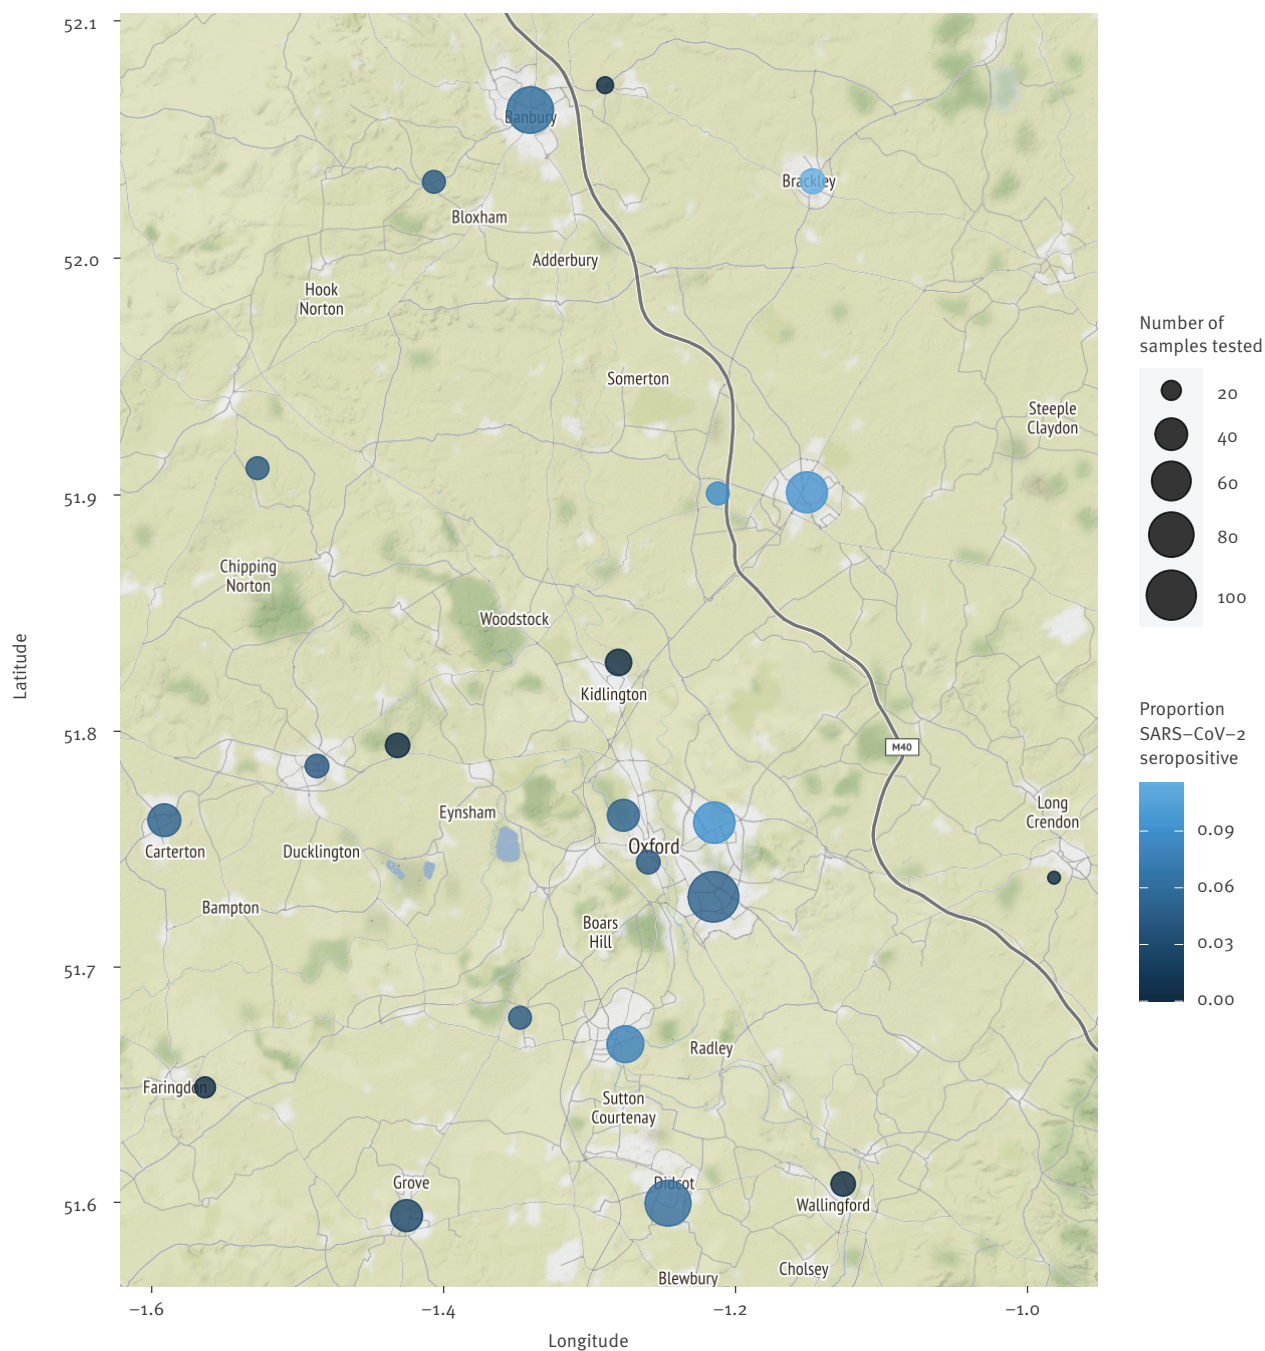 52.1
Banbury
Brackley
Bloxham
52.0
Adderbury
Hook
Norton
Somerton
Steeple
Claydon
51.9
Chipping
Norton
Woodstock
Latitude
Kidlington
51.8
M40
Eynsham
Long
Crendon
Oxford
Carterton
Ducklington
Bampton
Boars
Hill
51.7
Radley
Faringdon
Sutton
Courtenay
Grove
Didcot
51.6
Wallingford
Cholsey
Blewbury
−1.6
−1.4
−1.2
−1.0
Longitude
Number of
samples tested
20
40
60
80
100
Proportion
SARS−CoV−2
seropositive
0.09
0.06
0.03
0.00